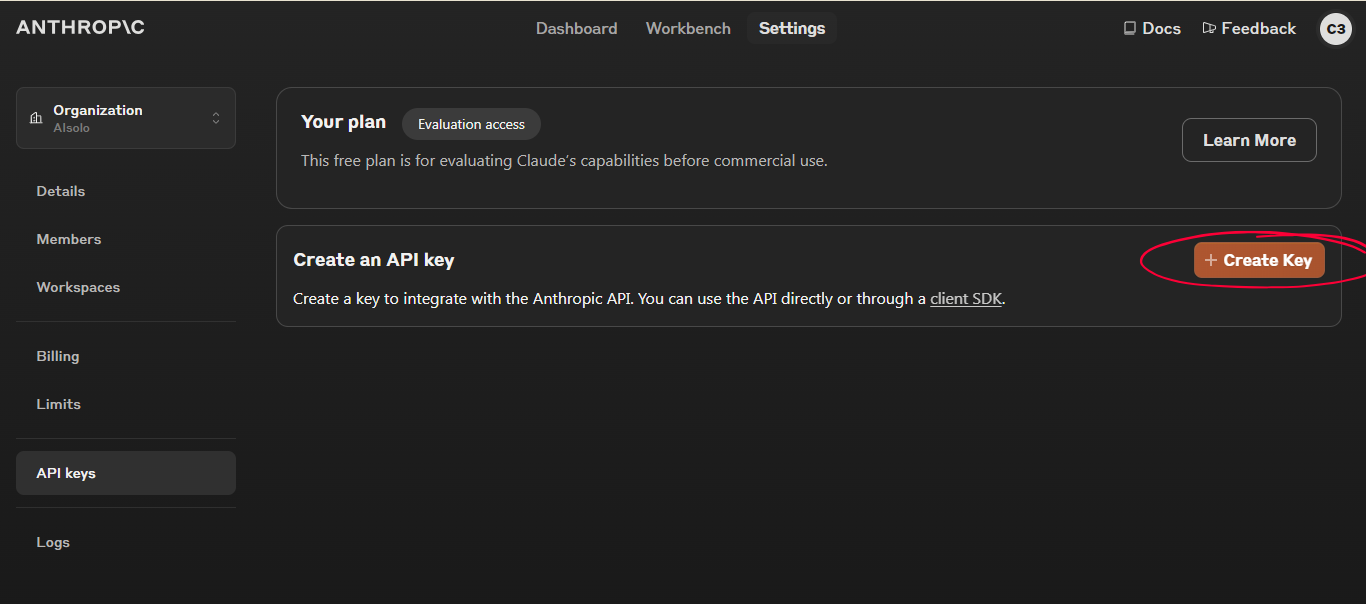 ANTHROP\C
Dashboard Workbench Settings
Docs Feedback C3
Organization
AIsolo
Details
Members
Workspaces
Billing
Limits
API keys
Logs
Your plan Evaluation access
This free plan is for evaluating Claude's capabilities before commercial use.
Learn More
Create an API key
Create a key to integrate with the Anthropic API. You can use the API directly or through a client SDK.
+ Create Key